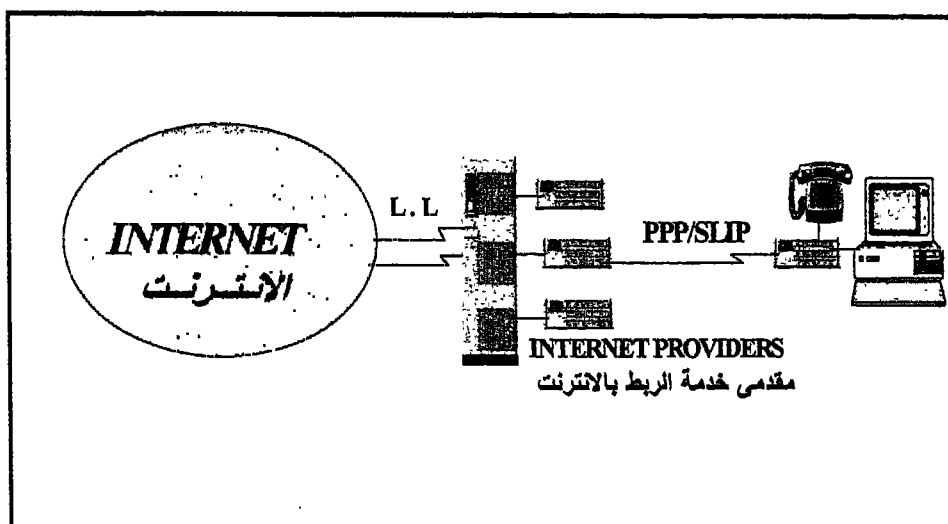 L . L
INTERNET
الانترنت
PPP/SLIP
INTERNET PROVIDERS
مقدمى خدمة الربط بالانترنت